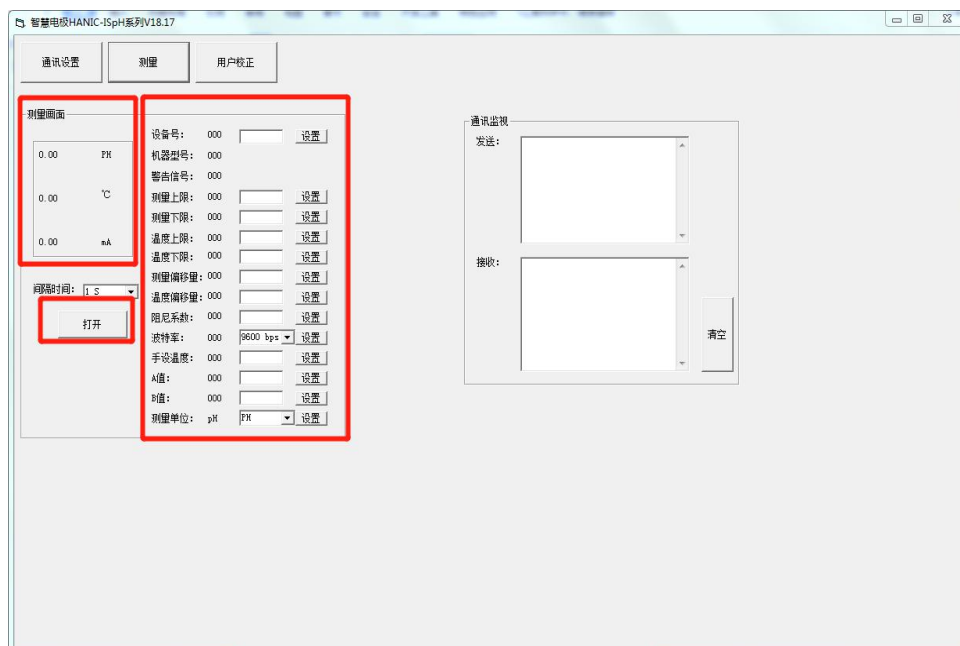 智慧电极HANIC-ISpH系列V18.17
通讯设置 测量 用户校正
测量画面
0.00 PH
0.00 ℃
0.00 mA
间隔时间: 1 S
打开
设备号: 000 设置
机器型号: 000
警告信号: 000
测量上限: 000 设置
测量下限: 000 设置
温度上限: 000 设置
温度下限: 000 设置
测量偏移量: 000 设置
温度偏移量: 000 设置
阻尼系数: 000 设置
波特率: 000 9600 bps 设置
手设温度: 000 设置
A值: 000 设置
B值: 000 设置
测量单位: pH PH 设置
通讯监视
发送:
接收:
清空